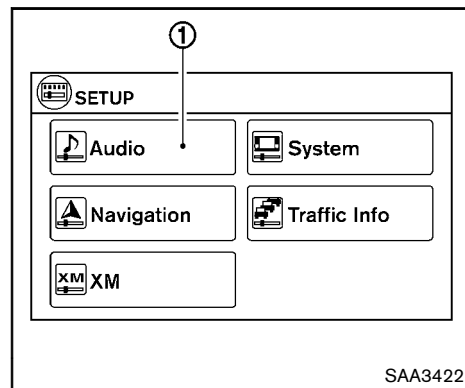 ①
SETUP
Audio
System
Navigation
Traffic Info
XM XM
SAA3422